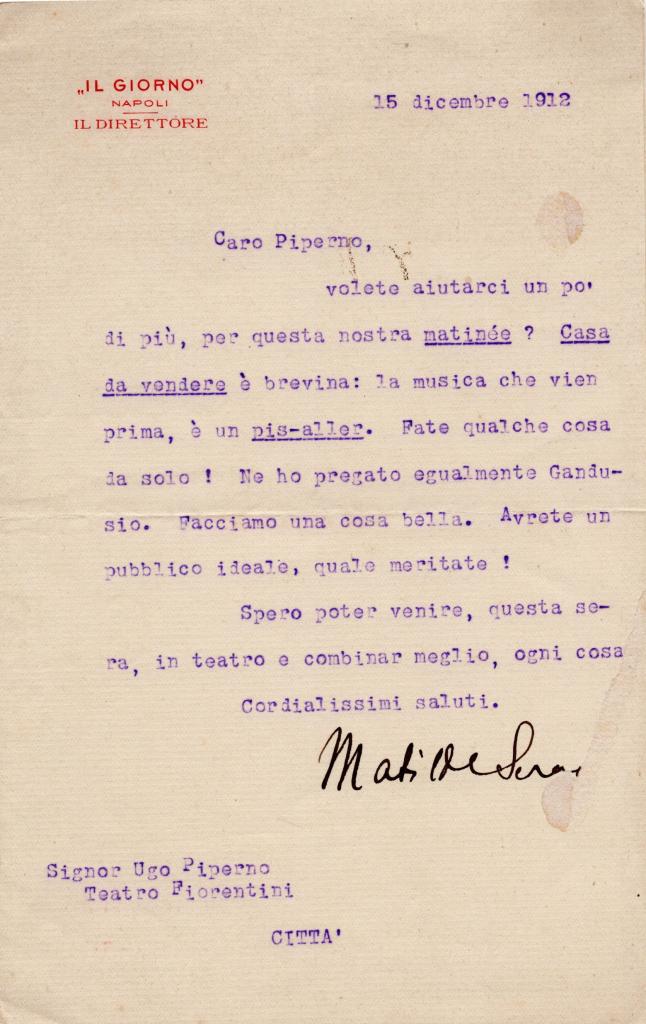 „IL GIORNO”
NAPOLI
IL DIRETTORE
15 dicembre 1912
Caro Piperno,
volete aiutarci un po'
di più, per questa nostra matinée ? Casa
da vendere è brevina: la musica che vien
prima, è un pis-aller. Fate qualche cosa
da solo ! Ne ho pregato egualmente Gandu-
sio. Facciamo una cosa bella. Avrete un
pubblico ideale, quale meritate !
Spero poter venire, questa se-
ra, in teatro e combinar meglio, ogni cosa
Cordialissimi saluti.
Matilde Serao
Signor Ugo Piperno
Teatro Fiorentini
CITTA'